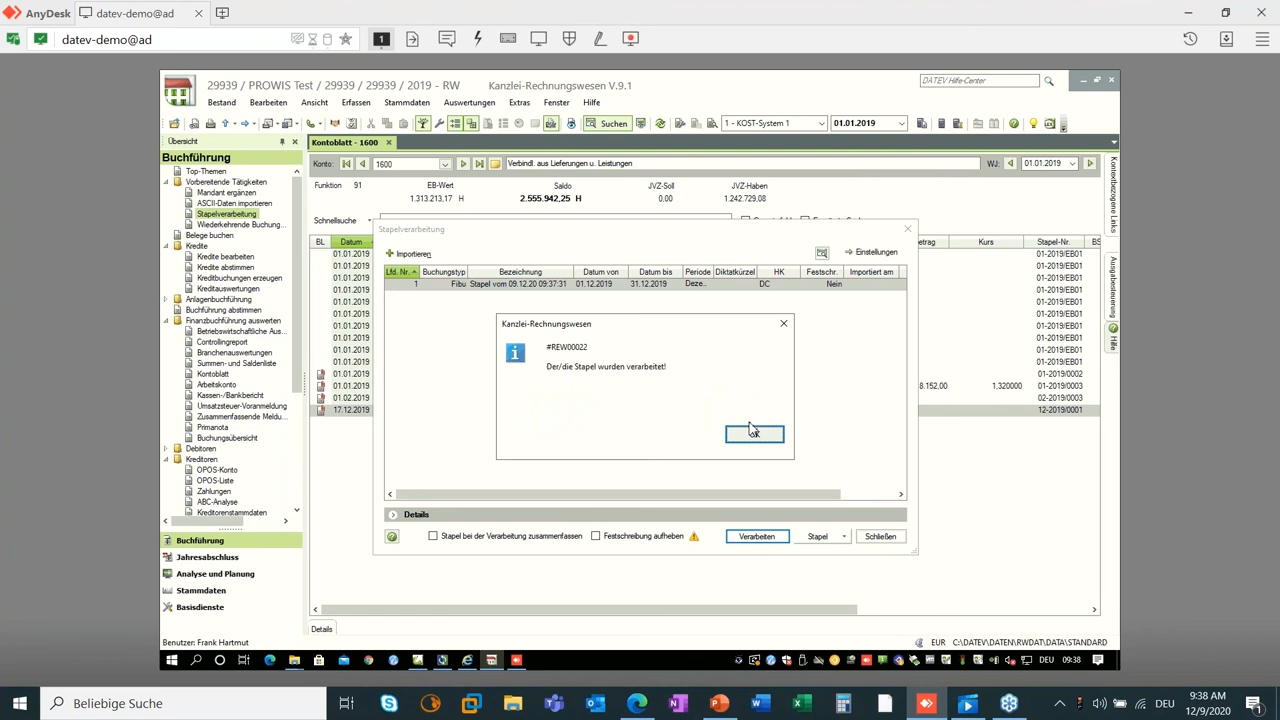 AnyDesk datev-demo@ad
datev-demo@ad 1
29939 / PROWIS Test / 29939 / 29939 / 2019 - RW Kanzlei-Rechnungswesen V.9.1 DATEV Hilfe-Center
Bestand Bearbeiten Ansicht Erfassen Stammdaten Auswertungen Extras Fenster Hilfe
Suchen 1 - KOST-System 1 01.01.2019
Übersicht Kontoblatt - 1600
Buchführung
Top-Themen
Vorbereitende Tätigkeiten
Mandant ergänzen
ASCII-Daten importieren
Stapelverarbeitung
Wiederkehrende Buchung...
Belege buchen
Kredite
Kredite bearbeiten
Kredite abstimmen
Kreditbuchungen erzeugen
Kreditauswertungen
Anlagenbuchführung
Buchführung abstimmen
Finanzbuchführung auswerten
Betriebswirtschaftliche Aus...
Controllingreport
Branchenauswertungen
Summen- und Saldenliste
Kontoblatt
Arbeitskonto
Kassen-/Bankbericht
Umsatzsteuer-Voranmeldung
Zusammenfassende Meldu...
Primanota
Buchungsübersicht
Debitoren
Kreditoren
OPOS-Konto
OPOS-Liste
Zahlungen
ABC-Analyse
Kreditorenstammdaten
Buchführung
Jahresabschluss
Analyse und Planung
Stammdaten
Basisdienste
Konto: 1600 Verbindl. aus Lieferungen u. Leistungen WJ: 01.01.2019
Funktion 91 EB-Wert Saldo JVZ-Soll JVZ-Haben
1.313.213,17 H 2.555.942,25 H 0.00 1.242.729,08
Schnellsuche
BL Datum Kurs Stapel-Nr. BS
01.01.2019 01-2019/EB01
01.01.2019 01-2019/EB01
01.01.2019 01-2019/EB01
01.01.2019 01-2019/EB01
01.01.2019 01-2019/EB01
01.01.2019 01-2019/EB01
01.01.2019 01-2019/EB01
01.01.2019 01-2019/EB01
01.01.2019 01-2019/EB01
01.01.2019 01-2019/EB01
01.01.2019 01-2019/0002
01.01.2019 8.152,00 1,320000 01-2019/0003
01.02.2019 02-2019/0003
17.12.2019 12-2019/0001
Kontextbezogene Links
Ausgabesteuerung
Hilfe
Stapelverarbeitung
Importieren Einstellungen
Lfd. Nr. Buchungstyp Bezeichnung Datum von Datum bis Periode Diktatkürzel HK Festschr. Importiert am
1 Fibu Stapel vom 09.12.20 09:37:31 01.12.2019 31.12.2019 Deze.. DC Nein
Kanzlei-Rechnungswesen
#REW00022
Der/die Stapel wurden verarbeitet!
Details
Stapel bei der Verarbeitung zusammenfassen Festschreibung aufheben Verarbeiten Stapel Schließen
Details
Benutzer: Frank Hartmut EUR C:\DATEV\DATEN\RWDAT\DATA\STANDARD
DEU 09:38
Beliebige Suche DEU 9:38 AM
12/9/2020